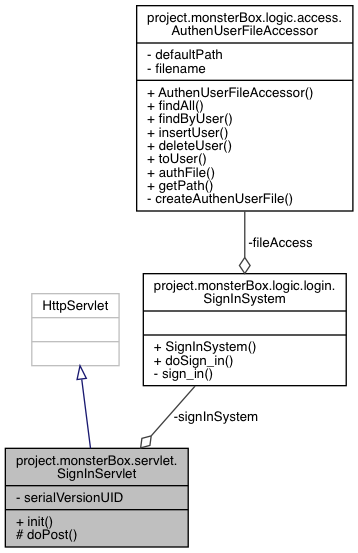 project.monsterBox.logic.access.
AuthenUserFileAccessor
- defaultPath
- filename
+ AuthenUserFileAccessor()
+ findAll()
+ findByUser()
+ insertUser()
+ deleteUser()
+ toUser()
+ authFile()
+ getPath()
- createAuthenUserFile()
-fileAccess
project.monsterBox.logic.login.
SignInSystem
+ SignInSystem()
+ doSign_in()
- sign_in()
HttpServlet
-signInSystem
project.monsterBox.servlet.
SignInServlet
- serialVersionUID
+ init()
# doPost()